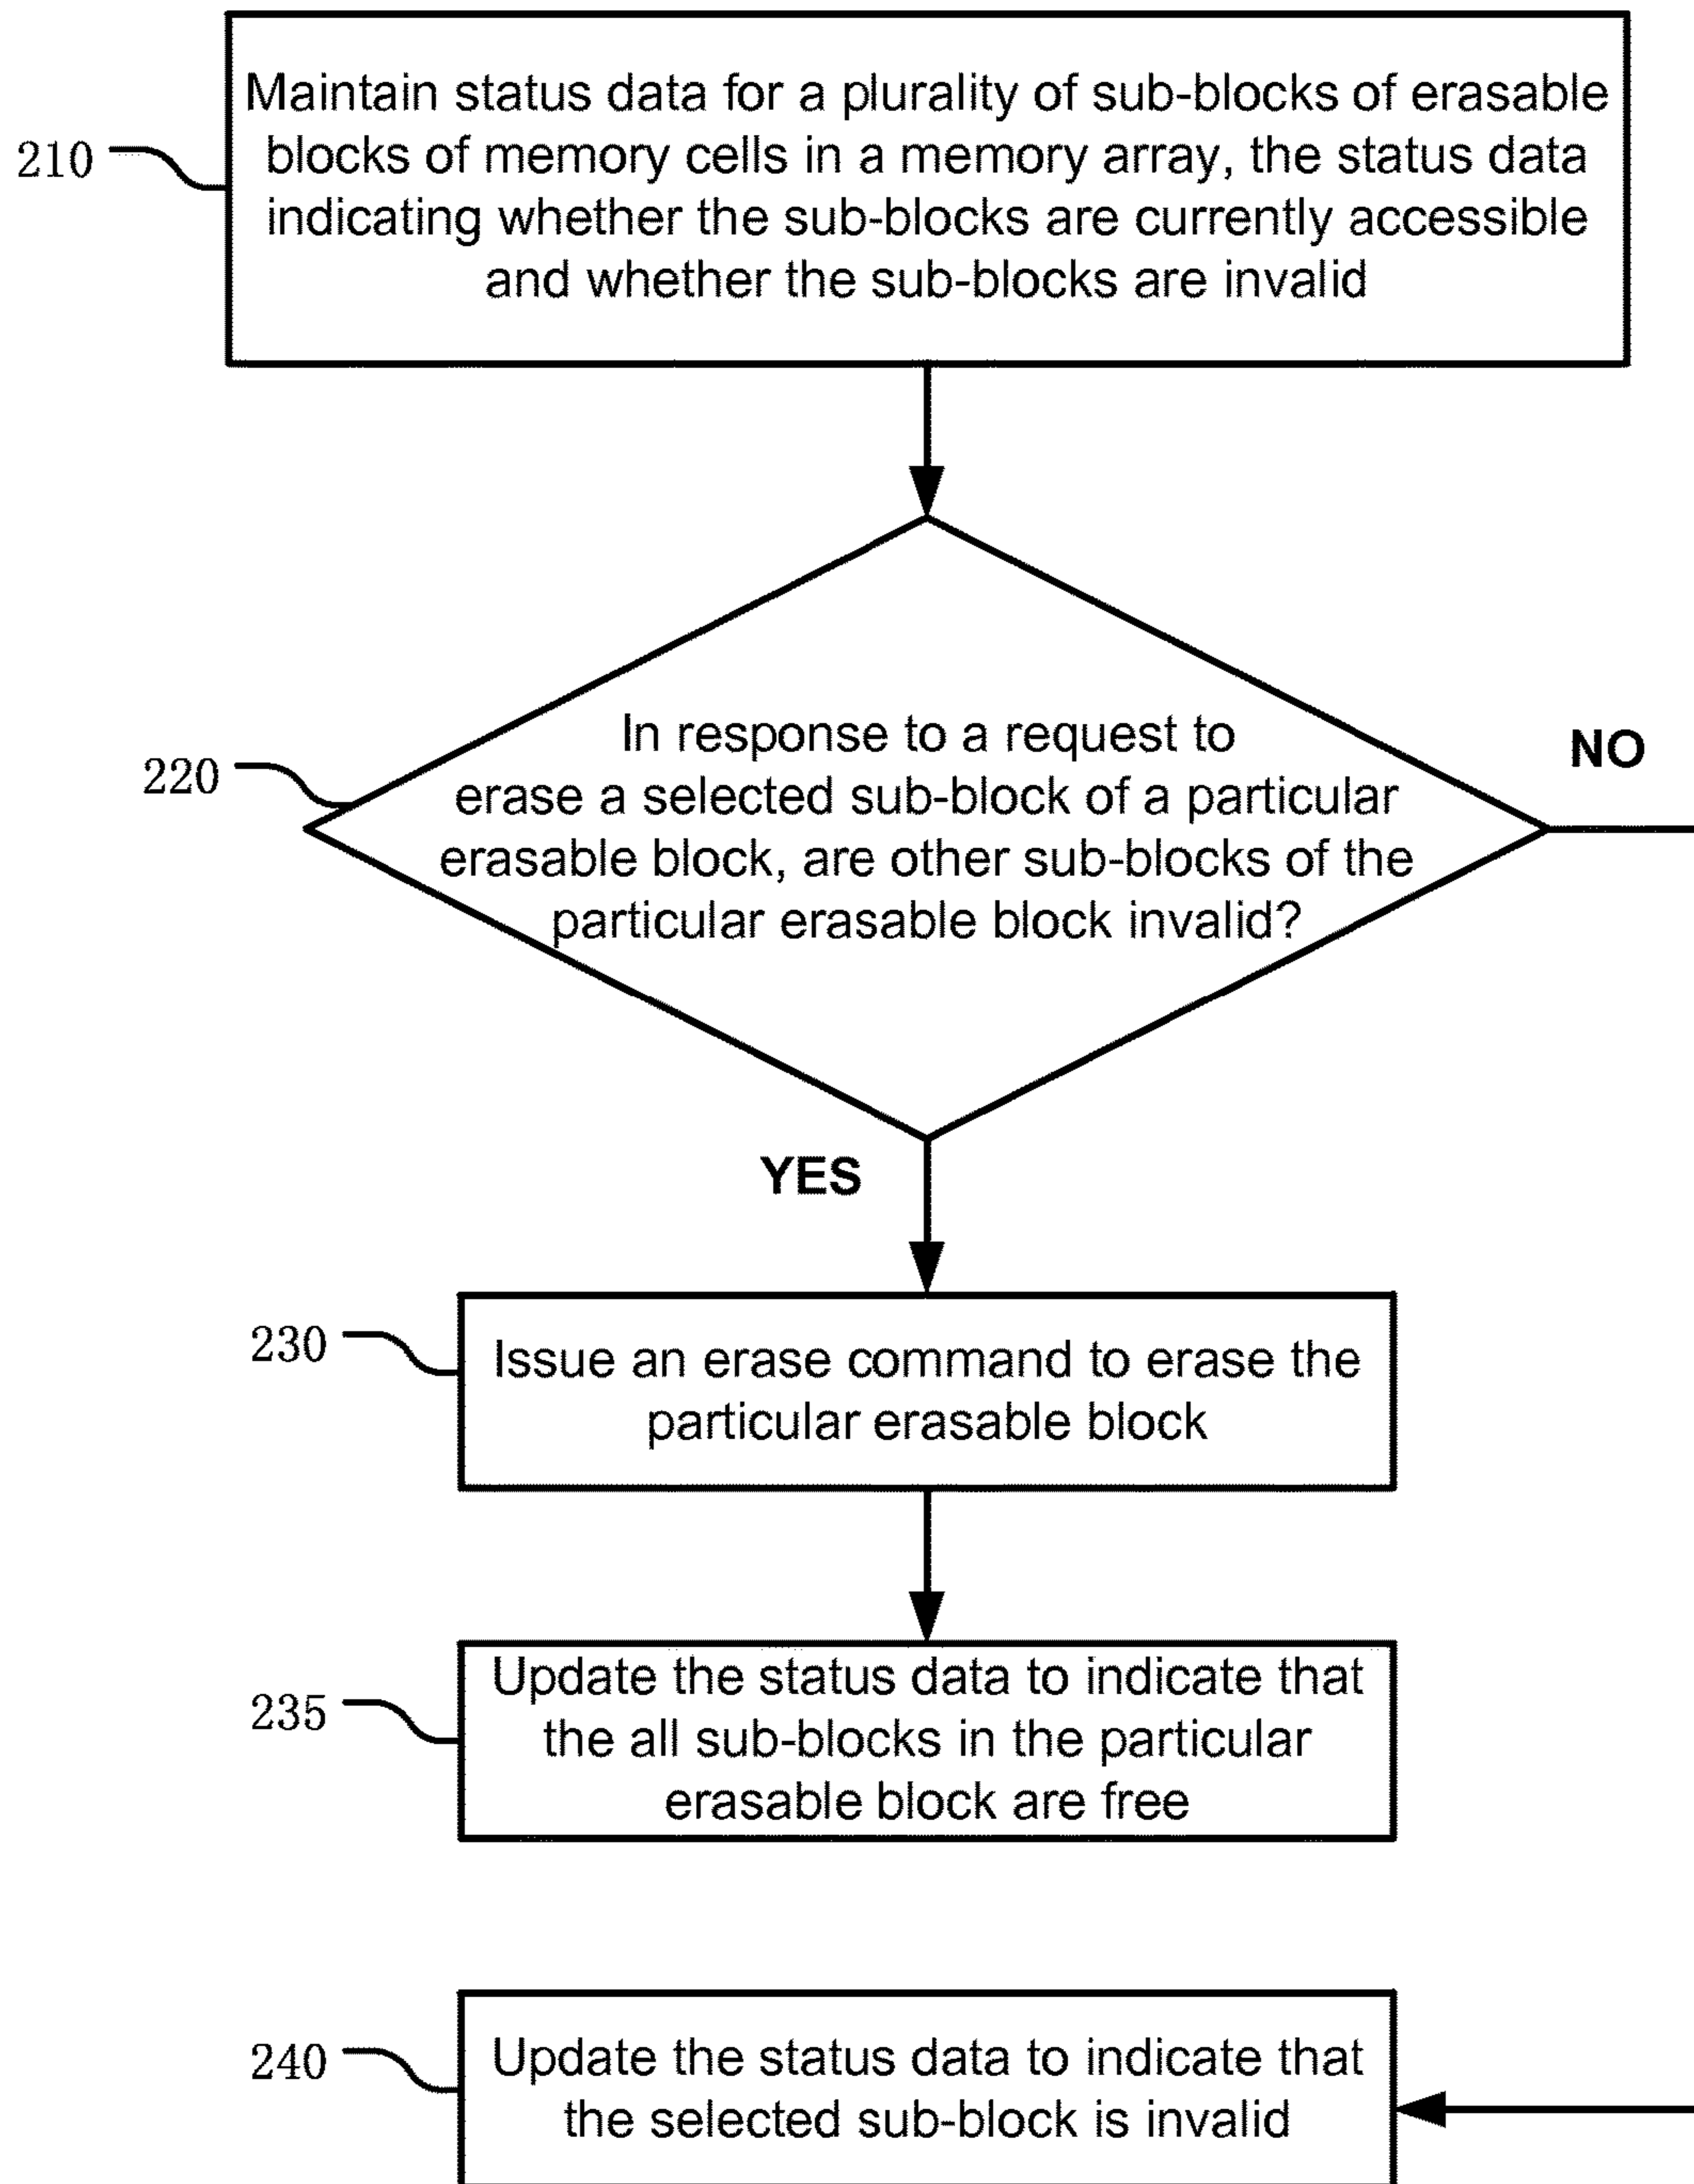 Maintain status data for a plurality of sub-blocks of erasable
blocks of memory cells in a memory array, the status data
indicating whether the sub-blocks are currently accessible
and whether the sub-blocks are invalid
210
In response to a request to
erase a selected sub-block of a particular
erasable block, are other sub-blocks of the
particular erasable block invalid?
220
NO
YES
230
Issue an erase command to erase the
particular erasable block
235
Update the status data to indicate that
the all sub-blocks in the particular
erasable block are free
240
Update the status data to indicate that
the selected sub-block is invalid